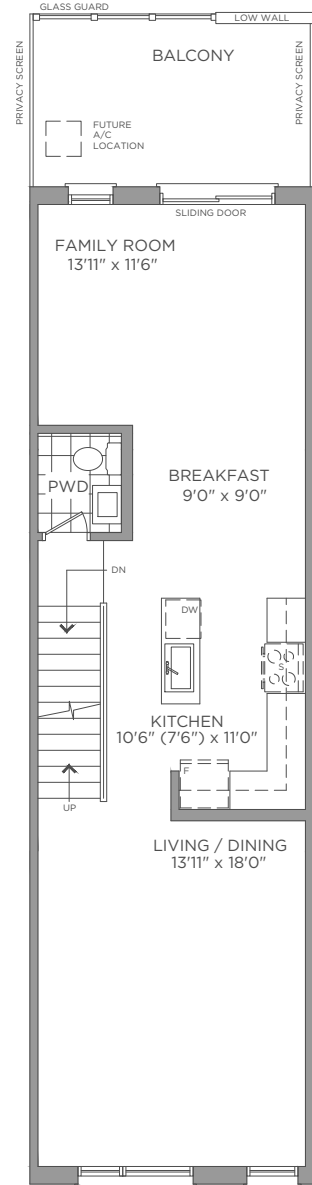 GLASS GUARD
LOW WALL
PRIVACY SCREEN
BALCONY
PRIVACY SCREEN
FUTURE
A/C
LOCATION
SLIDING DOOR
FAMILY ROOM
13'11" x 11'6"
PWD
BREAKFAST
9'0" x 9'0"
DN
DW
S
KITCHEN
10'6" (7'6") x 11'0"
F
UP
LIVING / DINING
13'11" x 18'0"